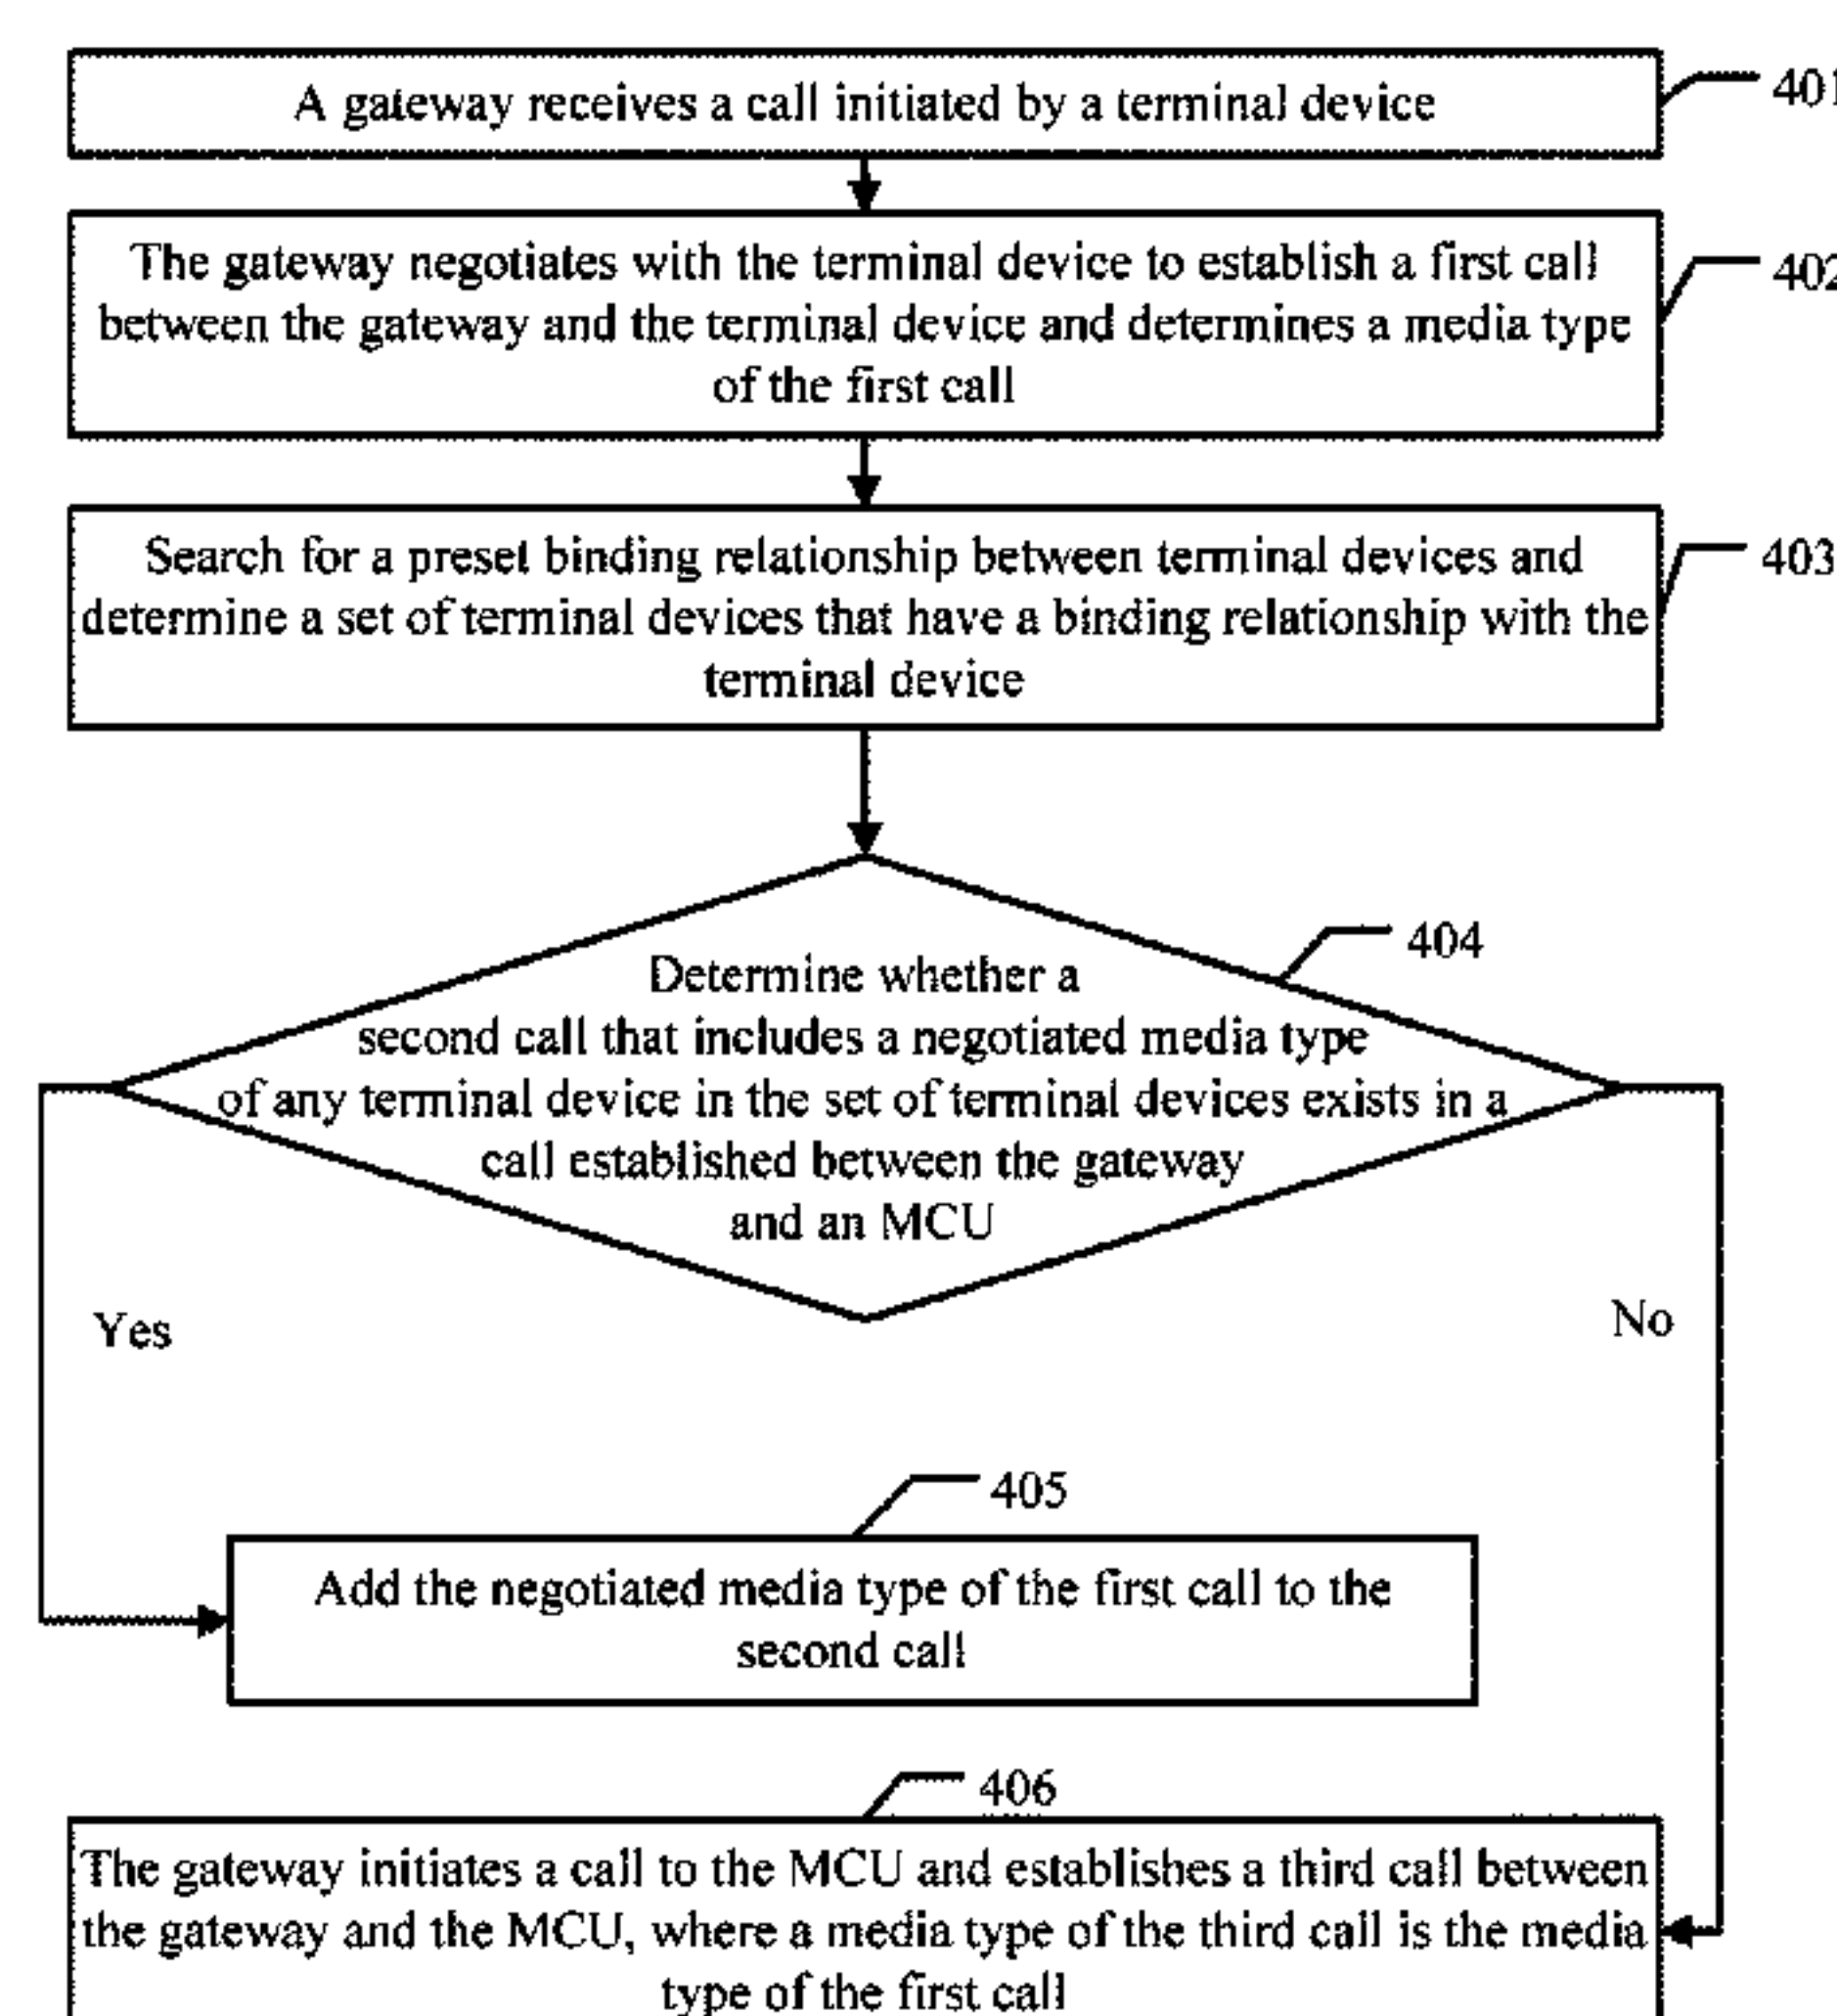 A gateway receives a call initiated by a terminal device
401
The gateway negotiates with the terminal device to establish a first call
between the gateway and the terminal device and determines a media type
of the first call
402
Search for a preset binding relationship between terminal devices and
determine a set of terminal devices that have a binding relationship with the
terminal device
403
404
Determine whether a
second call that includes a negotiated media type
of any terminal device in the set of terminal devices exists in a
call established between the gateway
and an MCU
Yes
No
405
Add the negotiated media type of the first call to the
second call
406
The gateway initiates a call to the MCU and establishes a third call between
the gateway and the MCU, where a media type of the third call is the media
type of the first call